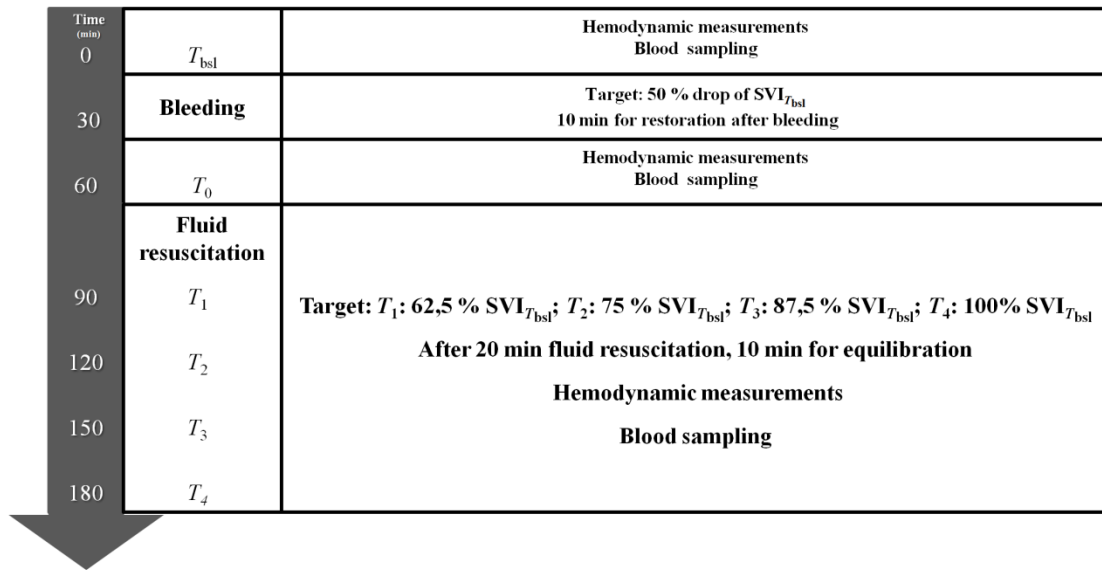 Time
(min)
0
T_bsl
Hemodynamic measurements
Blood sampling
Bleeding
30
Target: 50 % drop of SVI_Tbsl
10 min for restoration after bleeding
60
T_0
Hemodynamic measurements
Blood sampling
Fluid
resuscitation
90
T_1
120
T_2
150
T_3
180
T_4
Target: T_1: 62,5 % SVI_Tbsl; T_2: 75 % SVI_Tbsl; T_3: 87,5 % SVI_Tbsl; T_4: 100% SVI_Tbsl
After 20 min fluid resuscitation, 10 min for equilibration
Hemodynamic measurements
Blood sampling